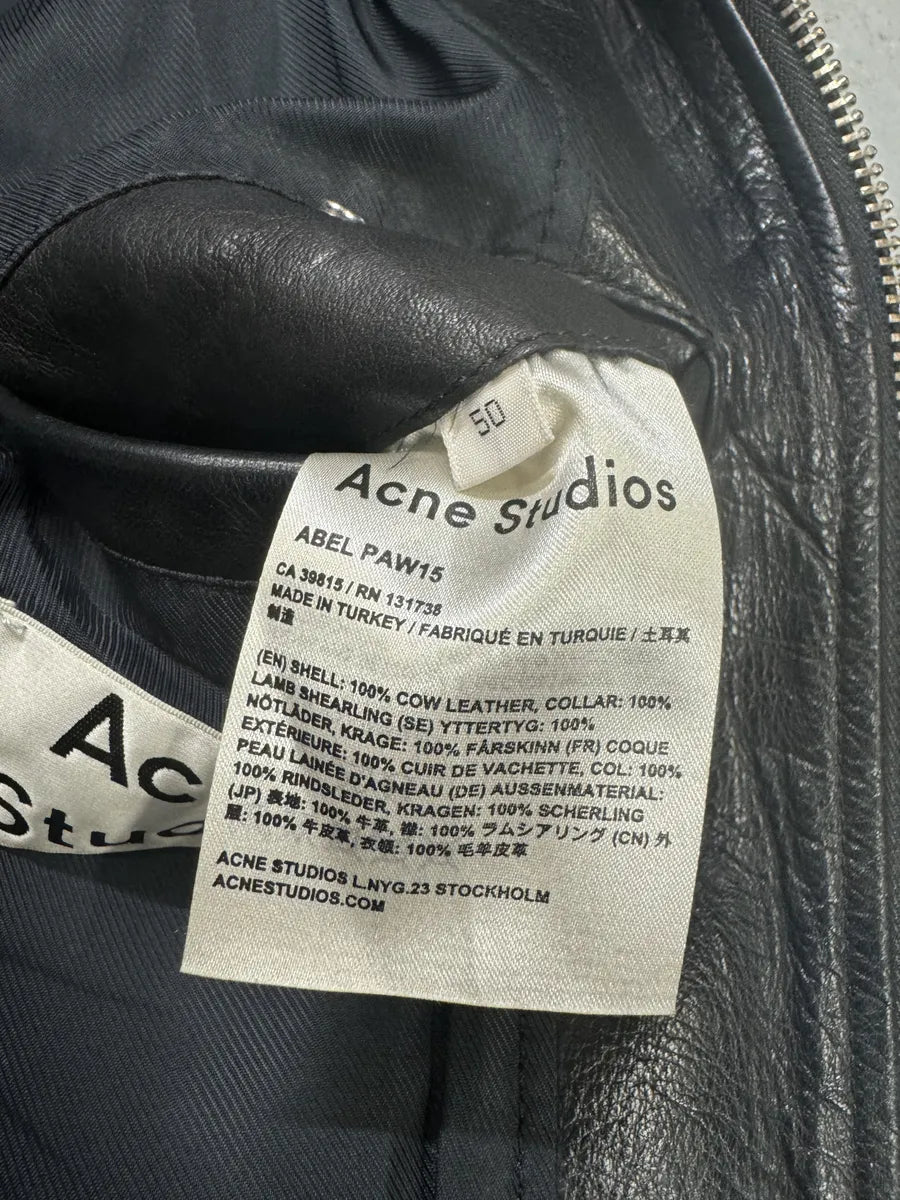 50
Acne Studios
ABEL PAW15
CA 39815 / RN 131738
MADE IN TURKEY / FABRIQUÉ EN TURQUIE / 土耳其
制造
(EN) SHELL: 100% COW LEATHER, COLLAR: 100%
LAMB SHEARLING (SE) YTTERTYG: 100%
NÖTLÄDER, KRAGE: 100% FÅRSKINN (FR) COQUE
EXTÉRIEURE: 100% CUIR DE VACHETTE, COL: 100%
PEAU LAINÉE D'AGNEAU (DE) AUSSENMATERIAL:
100% RINDSLEDER, KRAGEN: 100% SCHERLING
(JP) 表地: 100% 牛革, 襟: 100% ラムシアリング (CN) 外
层: 100% 牛皮革, 衣领: 100% 毛羊皮革
ACNE STUDIOS L.NYG.23 STOCKHOLM
ACNESTUDIOS.COM
Ac
Stud